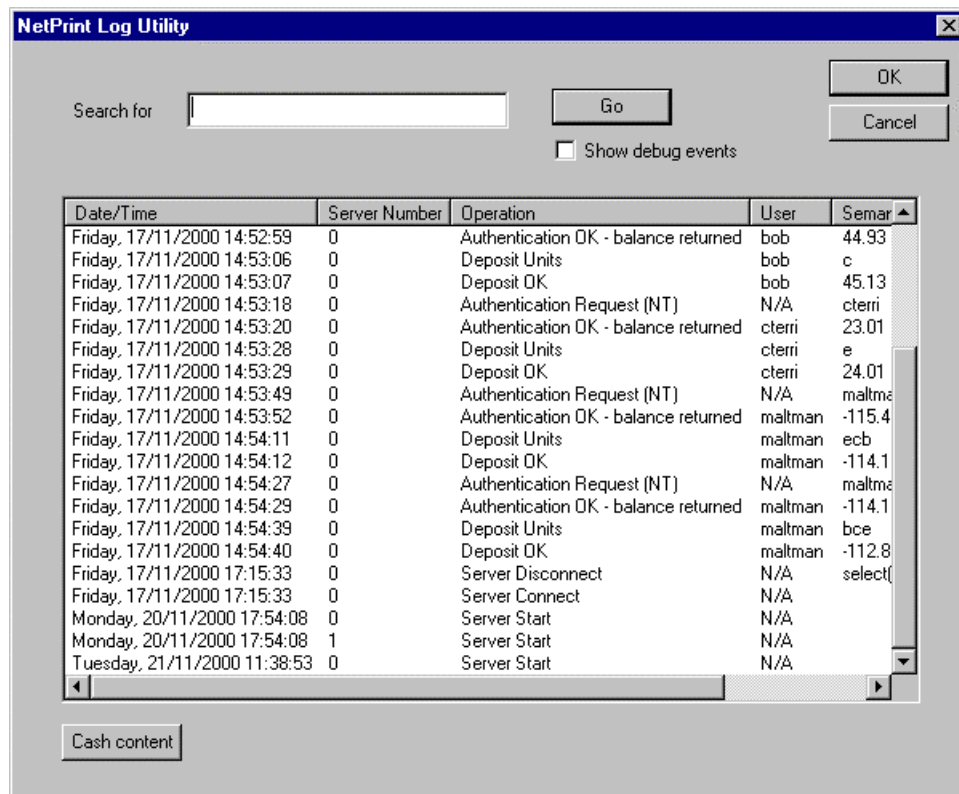 NetPrint Log Utility
OK
Search for
Go
Cancel
Show debug events
Date/Time Server Number Operation User Semar
Friday, 17/11/2000 14:52:59 0 Authentication OK - balance returned bob 44.93
Friday, 17/11/2000 14:53:06 0 Deposit Units bob c
Friday, 17/11/2000 14:53:07 0 Deposit OK bob 45.13
Friday, 17/11/2000 14:53:18 0 Authentication Request (NT) N/A cterri
Friday, 17/11/2000 14:53:20 0 Authentication OK - balance returned cterri 23.01
Friday, 17/11/2000 14:53:28 0 Deposit Units cterri e
Friday, 17/11/2000 14:53:29 0 Deposit OK cterri 24.01
Friday, 17/11/2000 14:53:49 0 Authentication Request (NT) N/A maltma
Friday, 17/11/2000 14:53:52 0 Authentication OK - balance returned maltman -115.4
Friday, 17/11/2000 14:54:11 0 Deposit Units maltman ecb
Friday, 17/11/2000 14:54:12 0 Deposit OK maltman -114.1
Friday, 17/11/2000 14:54:27 0 Authentication Request (NT) N/A maltma
Friday, 17/11/2000 14:54:29 0 Authentication OK - balance returned maltman -114.1
Friday, 17/11/2000 14:54:39 0 Deposit Units maltman bce
Friday, 17/11/2000 14:54:40 0 Deposit OK maltman -112.8
Friday, 17/11/2000 17:15:33 0 Server Disconnect N/A select(
Friday, 17/11/2000 17:15:33 0 Server Connect N/A
Monday, 20/11/2000 17:54:08 0 Server Start N/A
Monday, 20/11/2000 17:54:08 1 Server Start N/A
Tuesday, 21/11/2000 11:38:53 0 Server Start N/A
Cash content